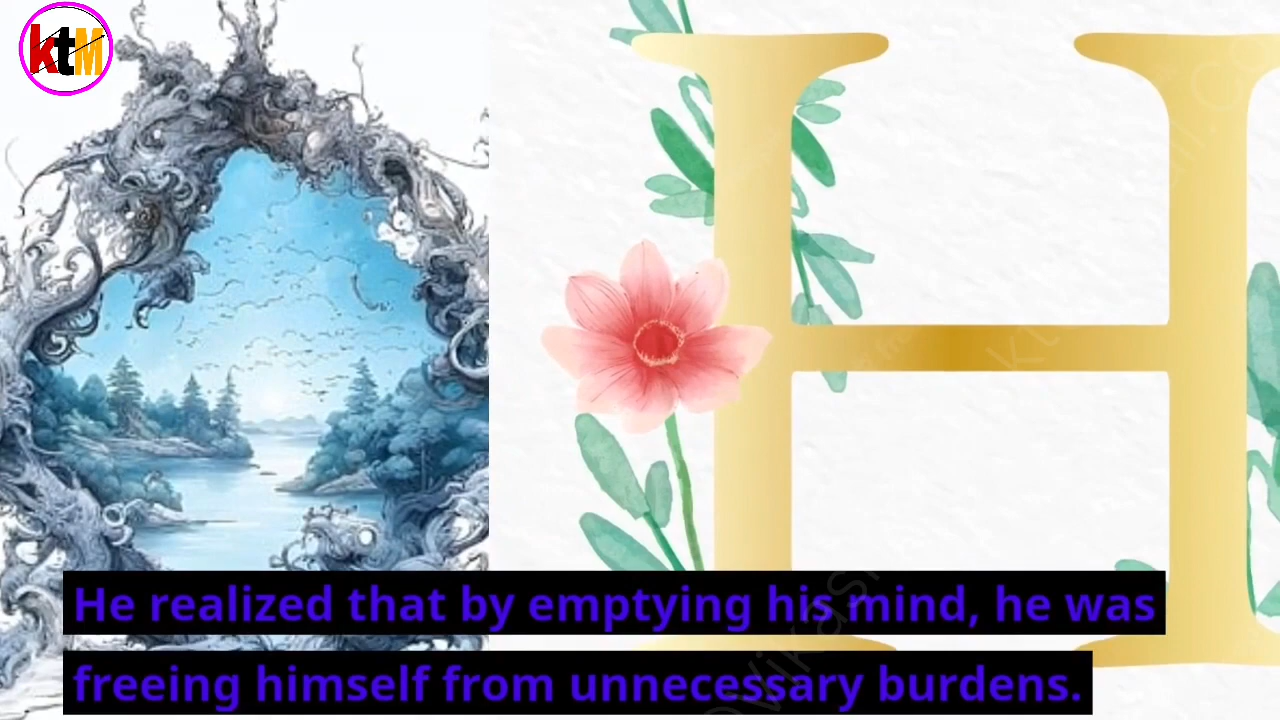 ktM
H
He realized that by emptying his mind, he was
freeing himself from unnecessary burdens.